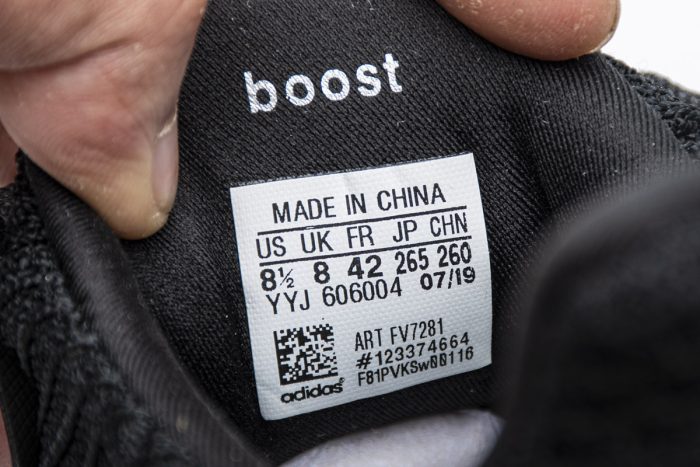 boost
MADE IN CHINA
US UK FR JP CHN
8½ 8 42 265 260
YYJ 606004 07/19
ART FV7281
#123374664
F81PVKSw00116
adidas